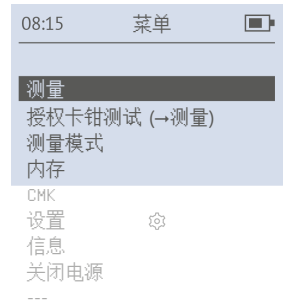 08:15 菜单
测量
授权卡钳测试 (→测量)
测量模式
内存
CMK
设置
信息
关闭电源
---